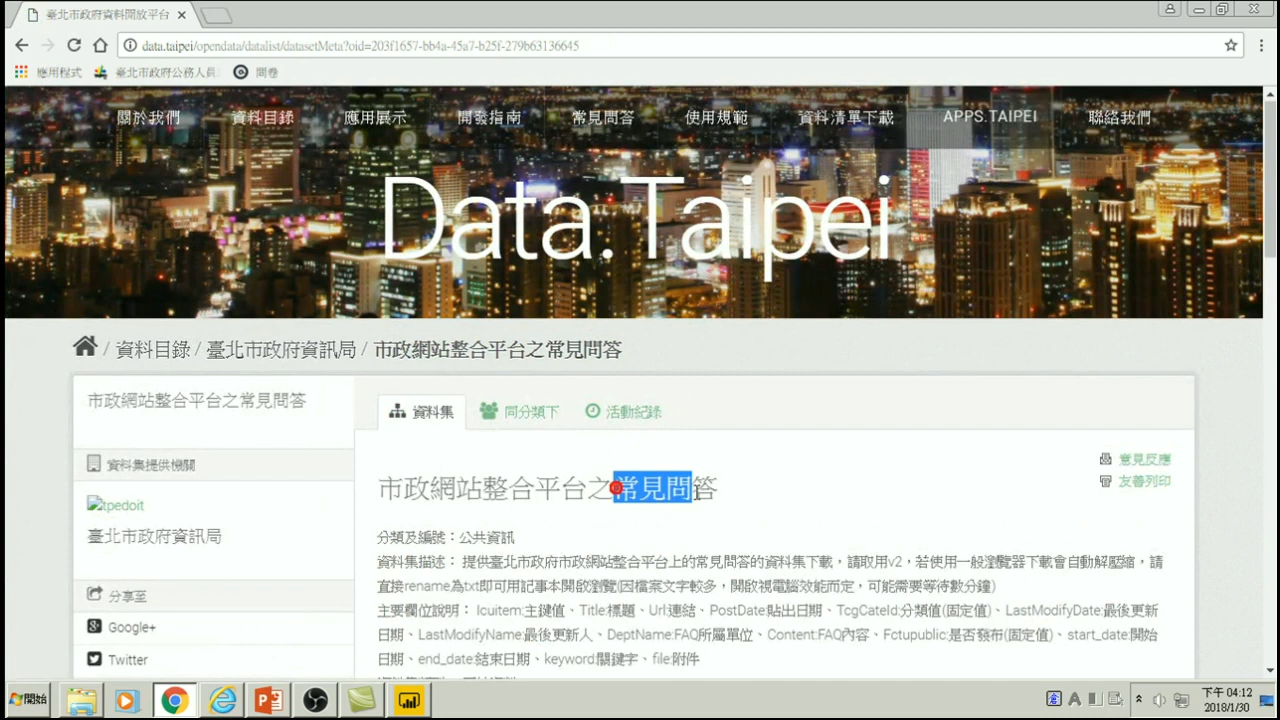 臺北市政府資料開放平台
data.taipei/opendata/datalist/datasetMeta?oid=203f1657-bb4a-45a7-b25f-279b63136645
應用程式 臺北市政府公務人員 問卷
關於我們 資料目錄 應用展示 開發指南 常見問答 使用規範 資料清單下載 APPS.TAIPEI 聯絡我們
Data.Taipei
/ 資料目錄 / 臺北市政府資訊局 / 市政網站整合平台之常見問答
市政網站整合平台之常見問答
資料集 同分類下 活動紀錄
資料集提供機關
意見反應
友善列印
市政網站整合平台之常見問答
tpedoit
臺北市政府資訊局
分類及編號：公共資訊
資料集描述： 提供臺北市政府市政網站整合平台上的常見問答的資料集下載，請取用v2，若使用一般瀏覽器下載會自動解壓縮，請
直接rename為txt即可用記事本開啟瀏覽(因檔案文字較多，開啟視電腦效能而定，可能需要等待數分鐘)
主要欄位說明： Icuitem:主鍵值、Title:標題、Url:連結、PostDate:貼出日期、TcgCateId:分類值(固定值)、LastModifyDate:最後更新
日期、LastModifyName:最後更新人、DeptName:FAQ所屬單位、Content:FAQ內容、Fctupublic:是否發布(固定值)、start_date:開始
日期、end_date:結束日期、keyword:關鍵字、file:附件
分享至
Google+
Twitter
開始
下午 04:12
2018/1/30